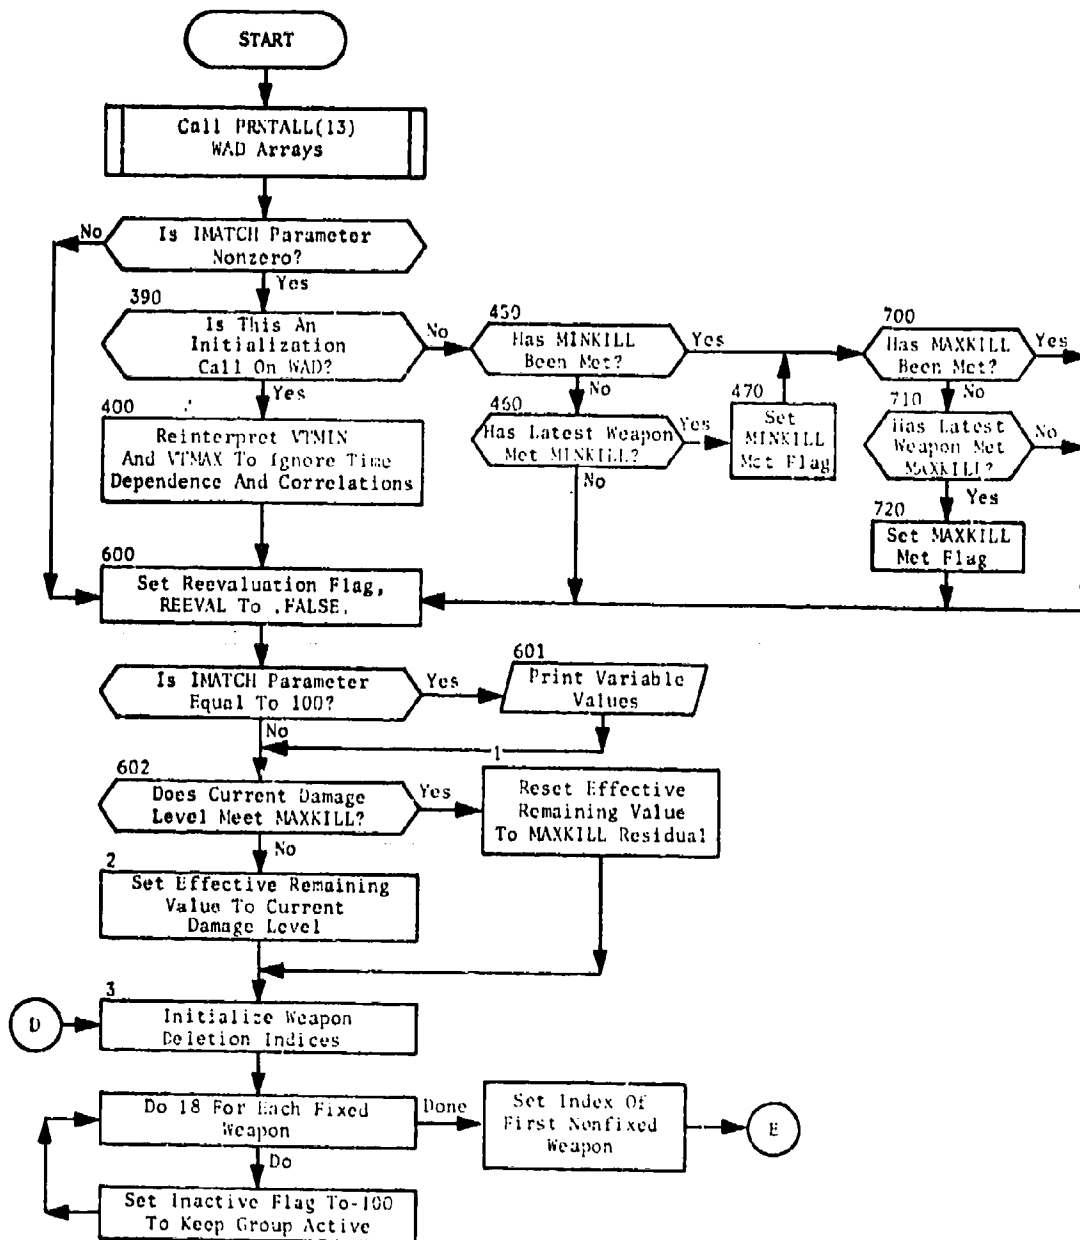 START
Call PRNTALL(13)
WAD Arrays
Is IMATCH Parameter
Nonzero?
No
Yes
390
Is This An
Initialization
Call On WAD?
No
Yes
450
Has MINKILL
Been Met?
Yes
No
700
Has MAXKILL
Been Met?
Yes
No
400
Reinterpret VTMIN
And VTMAX To Ignore Time
Dependence And Correlations
460
Has Latest Weapon
Met MINKILL?
Yes
No
470
Set
MINKILL
Met Flag
710
Has Latest
Weapon Met
MAXKILL?
No
Yes
720
Set MAXKILL
Met Flag
600
Set Reevaluation Flag,
REEVAL To .FALSE.
Is IMATCH Parameter
Equal To 100?
Yes
No
601
Print Variable
Values
602
Does Current Damage
Level Meet MAXKILL?
Yes
No
1
Reset Effective
Remaining Value
To MAXKILL Residual
2
Set Effective Remaining
Value To Current
Damage Level
D
3
Initialize Weapon
Deletion Indices
Do 18 For Each Fixed
Weapon
Done
Do
Set Index Of
First Nonfixed
Weapon
E
Set Inactive Flag To-100
To Keep Group Active